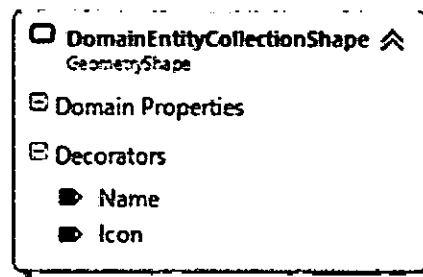 DomainEntityCollectionShape
GeometryShape
Domain Properties
Decorators
Name
Icon